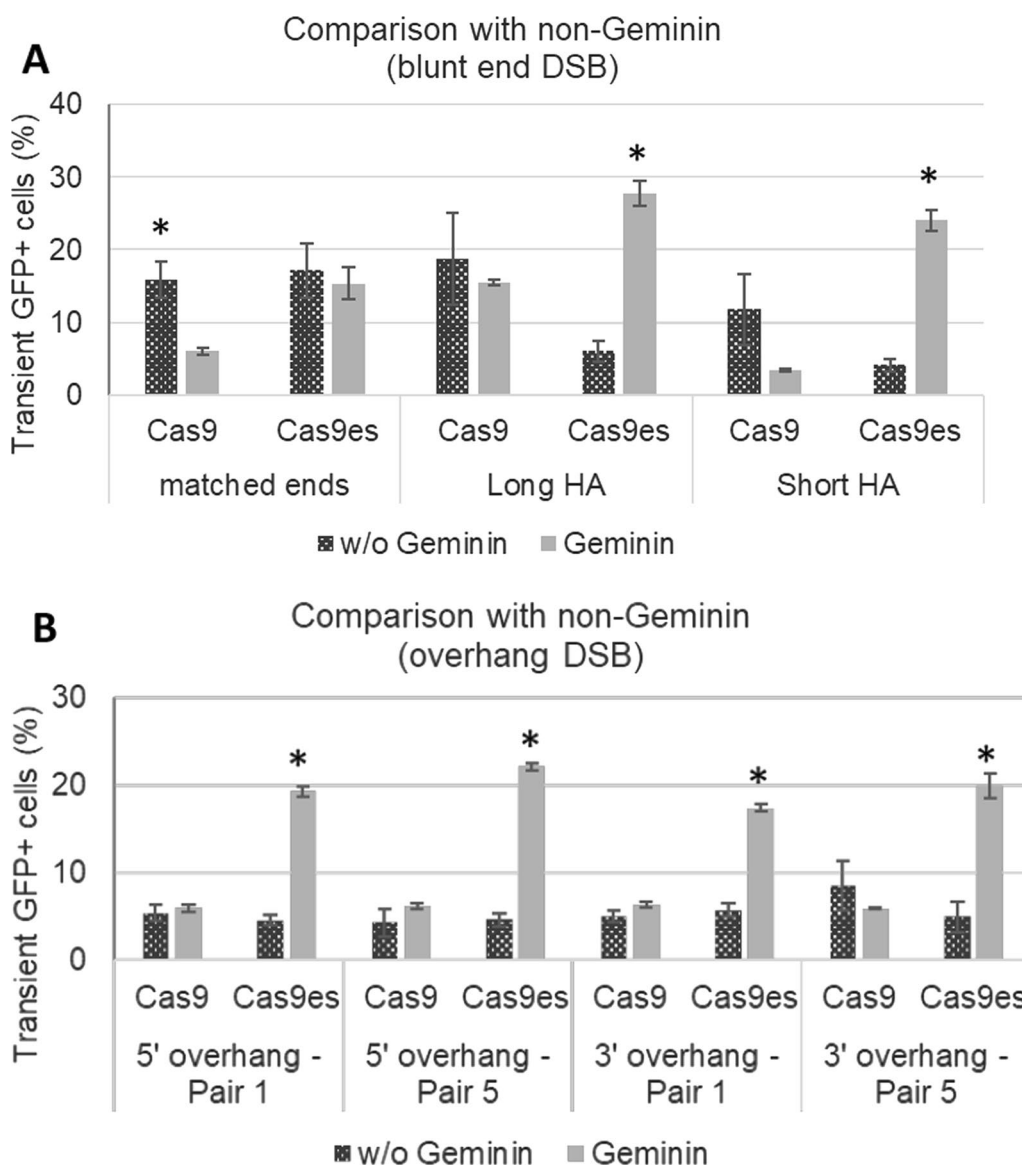 A
Comparison with non-Geminin
(blunt end DSB)
Transient GFP+ cells (%)
40
30
20
10
0
*
*
*
Cas9 Cas9es Cas9 Cas9es Cas9 Cas9es
matched ends Long HA Short HA
w/o Geminin Geminin
B
Comparison with non-Geminin
(overhang DSB)
Transient GFP+ cells (%)
30
20
10
0
*
*
*
*
Cas9 Cas9es Cas9 Cas9es Cas9 Cas9es Cas9 Cas9es
5' overhang - 5' overhang - 3' overhang - 3' overhang -
Pair 1 Pair 5 Pair 1 Pair 5
w/o Geminin Geminin